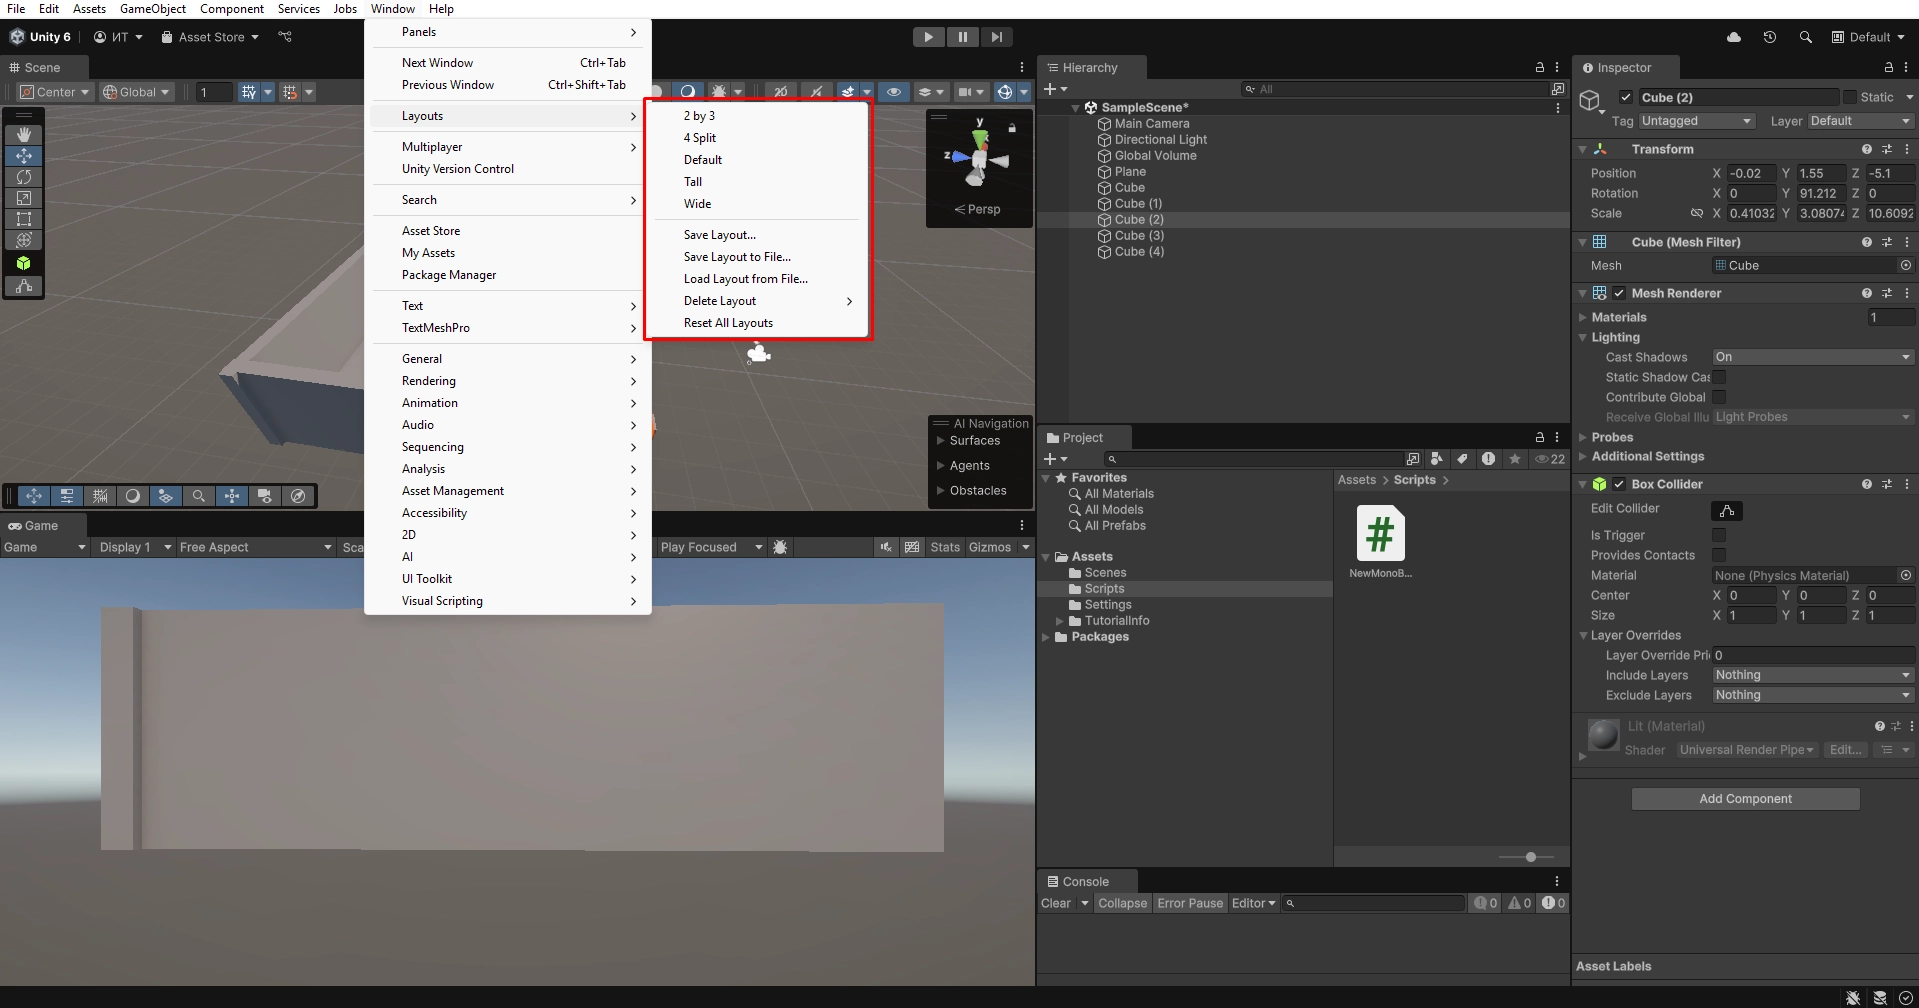 File Edit Assets GameObject Component Services Jobs Window Help
Unity 6 ИТ Asset Store Default
Scene
Center Global 1 2D
y
z
x
Persp
AI Navigation
Surfaces
Agents
Obstacles
Panels
Next Window Ctrl+Tab
Previous Window Ctrl+Shift+Tab
Layouts
Multiplayer
Unity Version Control
Search
Asset Store
My Assets
Package Manager
Text
TextMeshPro
General
Rendering
Animation
Audio
Sequencing
Analysis
Asset Management
Accessibility
2D
AI
UI Toolkit
Visual Scripting
2 by 3
4 Split
Default
Tall
Wide
Save Layout...
Save Layout to File...
Load Layout from File...
Delete Layout
Reset All Layouts
Game
Game Display 1 Free Aspect Sca Play Focused Stats Gizmos
Hierarchy
All
SampleScene*
Main Camera
Directional Light
Global Volume
Plane
Cube
Cube (1)
Cube (2)
Cube (3)
Cube (4)
Project
22
Favorites
All Materials
All Models
All Prefabs
Assets
Scenes
Scripts
Settings
TutorialInfo
Packages
Assets > Scripts >
#
NewMonoB...
Console
Clear Collapse Error Pause Editor 0 0 0
Inspector
Cube (2) Static
Tag Untagged Layer Default
Transform
Position X -0.02 Y 1.55 Z -5.1
Rotation X 0 Y 91.212 Z 0
Scale X 0.41032 Y 3.08074 Z 10.6092
Cube (Mesh Filter)
Mesh Cube
Mesh Renderer
Materials 1
Lighting
Cast Shadows On
Static Shadow Cas
Contribute Global
Receive Global Illu Light Probes
Probes
Additional Settings
Box Collider
Edit Collider
Is Trigger
Provides Contacts
Material None (Physics Material)
Center X 0 Y 0 Z 0
Size X 1 Y 1 Z 1
Layer Overrides
Layer Override Pri 0
Include Layers Nothing
Exclude Layers Nothing
Lit (Material)
Shader Universal Render Pipe Edit...
Add Component
Asset Labels